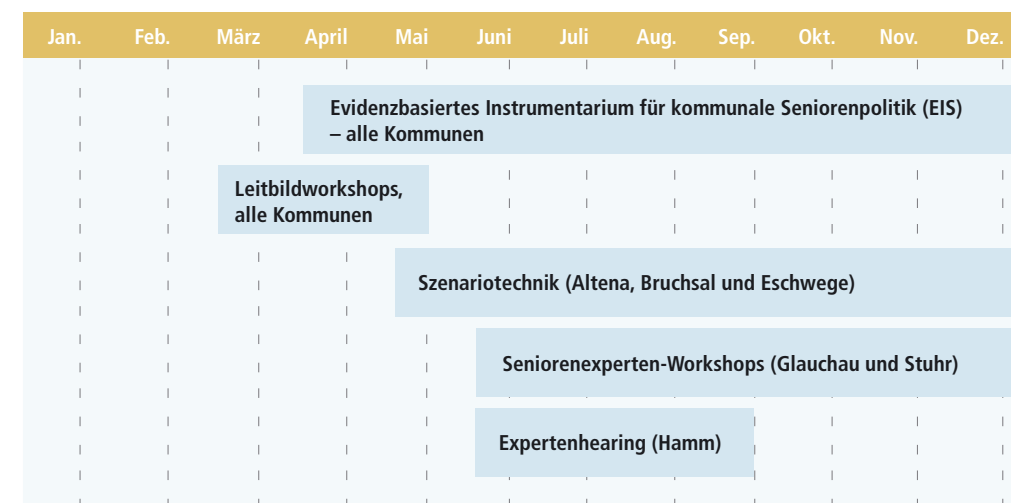 Jan. Feb. März April Mai Juni Juli Aug. Sep. Okt. Nov. Dez.
Evidenzbasiertes Instrumentarium für kommunale Seniorenpolitik (EIS)
– alle Kommunen
Leitbildworkshops,
alle Kommunen
Szenariotechnik (Altena, Bruchsal und Eschwege)
Seniorenexperten-Workshops (Glauchau und Stuhr)
Expertenhearing (Hamm)